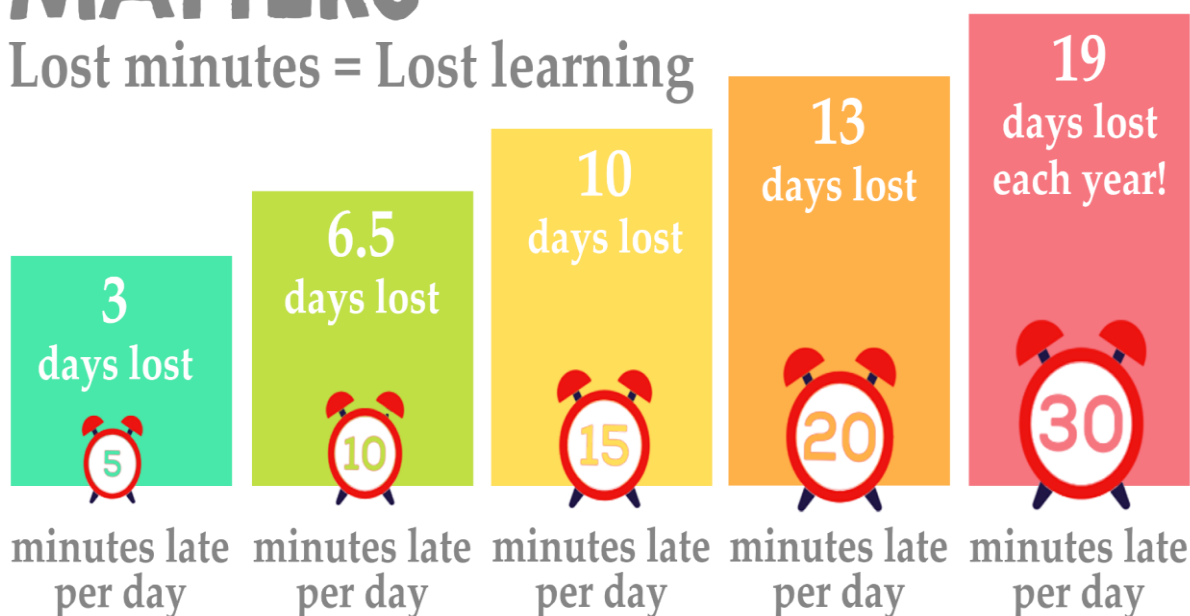 MATTERS
Lost minutes = Lost learning
3
days lost
5
minutes late
per day
6.5
days lost
10
minutes late
per day
10
days lost
15
minutes late
per day
13
days lost
20
minutes late
per day
19
days lost
each year!
30
minutes late
per day